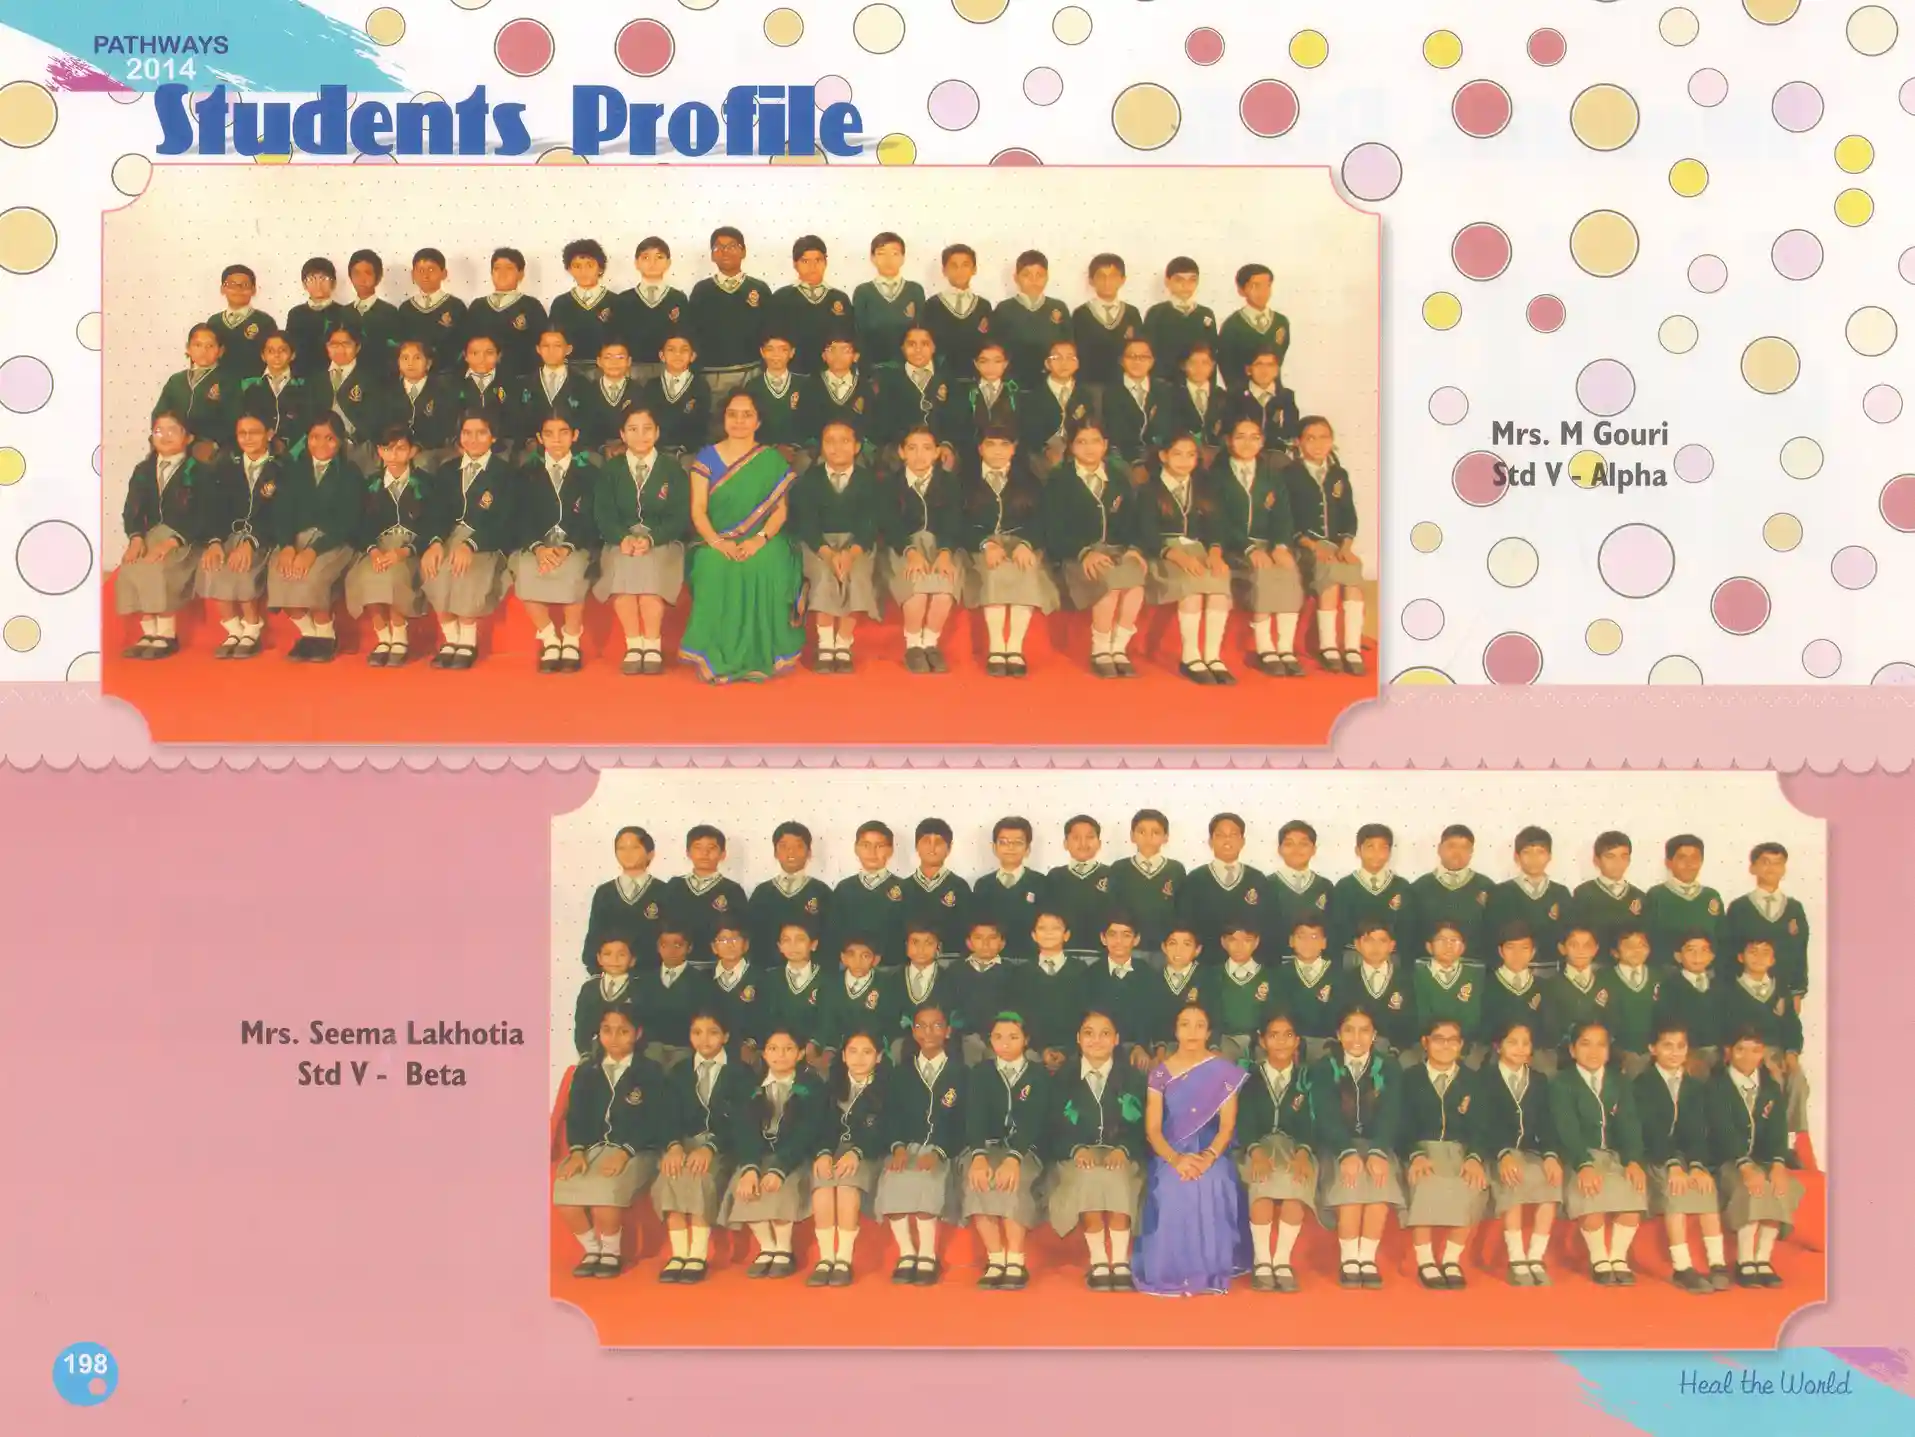 PATHWAYS
2014
Students Profile
Mrs. M Gouri
Std V - Alpha
Mrs. Seema Lakhotia
Std V - Beta
198
Heal the World